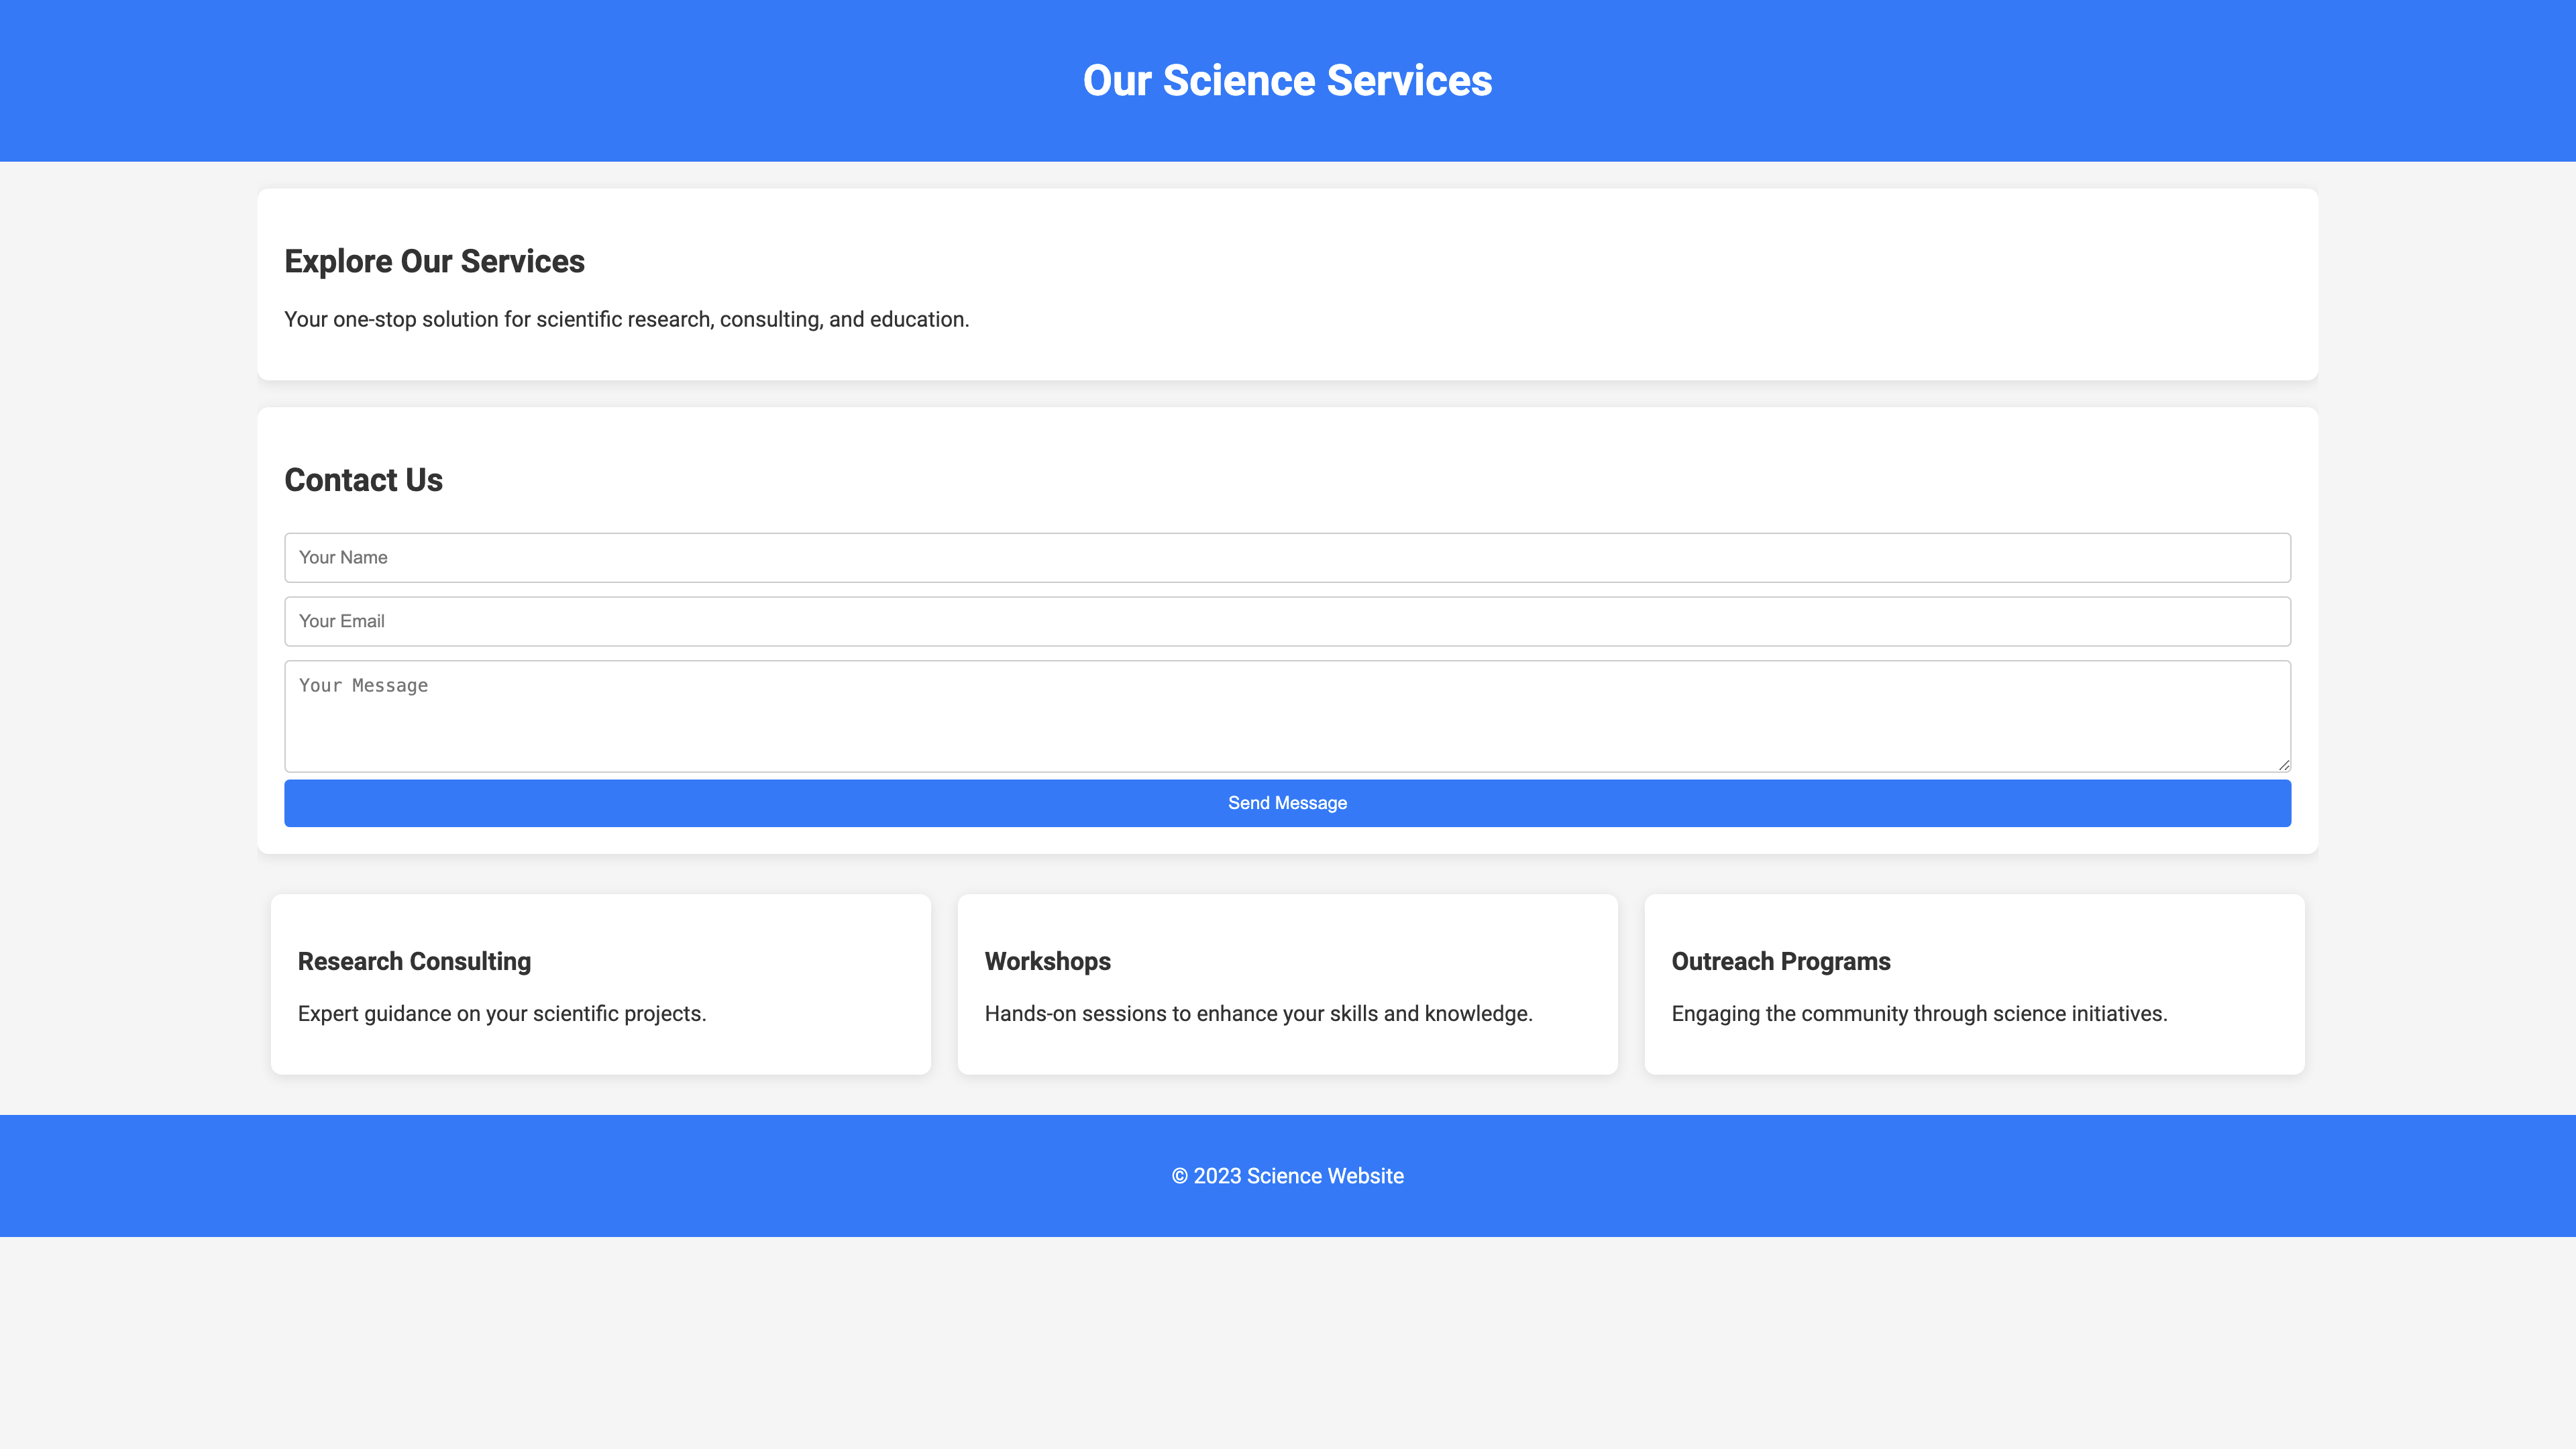 Our Science Services
Explore Our Services
Your one-stop solution for scientific research, consulting, and education.
Contact Us
Your Name
Your Email
Your Message
Send Message
Research Consulting
Expert guidance on your scientific projects.
Workshops
Hands-on sessions to enhance your skills and knowledge.
Outreach Programs
Engaging the community through science initiatives.
© 2023 Science Website